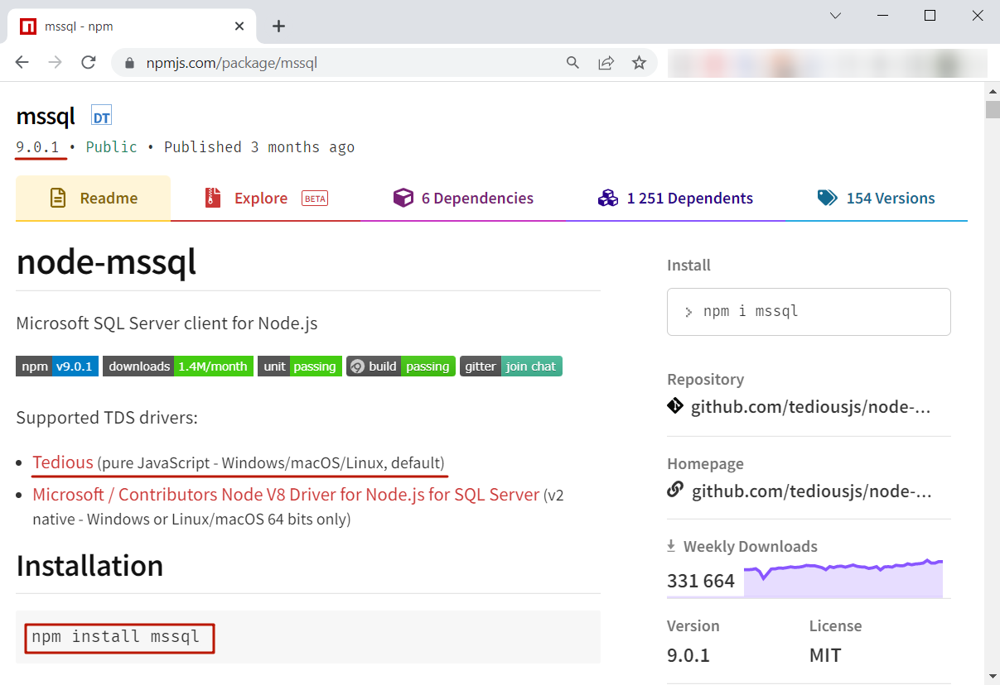 mssql - npm
npmjs.com/package/mssql
mssql DT
9.0.1 • Public • Published 3 months ago
Readme
Explore BETA
6 Dependencies
1 251 Dependents
154 Versions
node-mssql
Microsoft SQL Server client for Node.js
npm v9.0.1 downloads 1.4M/month unit passing build passing gitter join chat
Supported TDS drivers:
• Tedious (pure JavaScript - Windows/macOS/Linux, default)
• Microsoft / Contributors Node V8 Driver for Node.js for SQL Server (v2
native - Windows or Linux/macOS 64 bits only)
Installation
npm install mssql
Install
> npm i mssql
Repository
github.com/tediousjs/node-...
Homepage
github.com/tediousjs/node-...
Weekly Downloads
331 664
Version
9.0.1
License
MIT